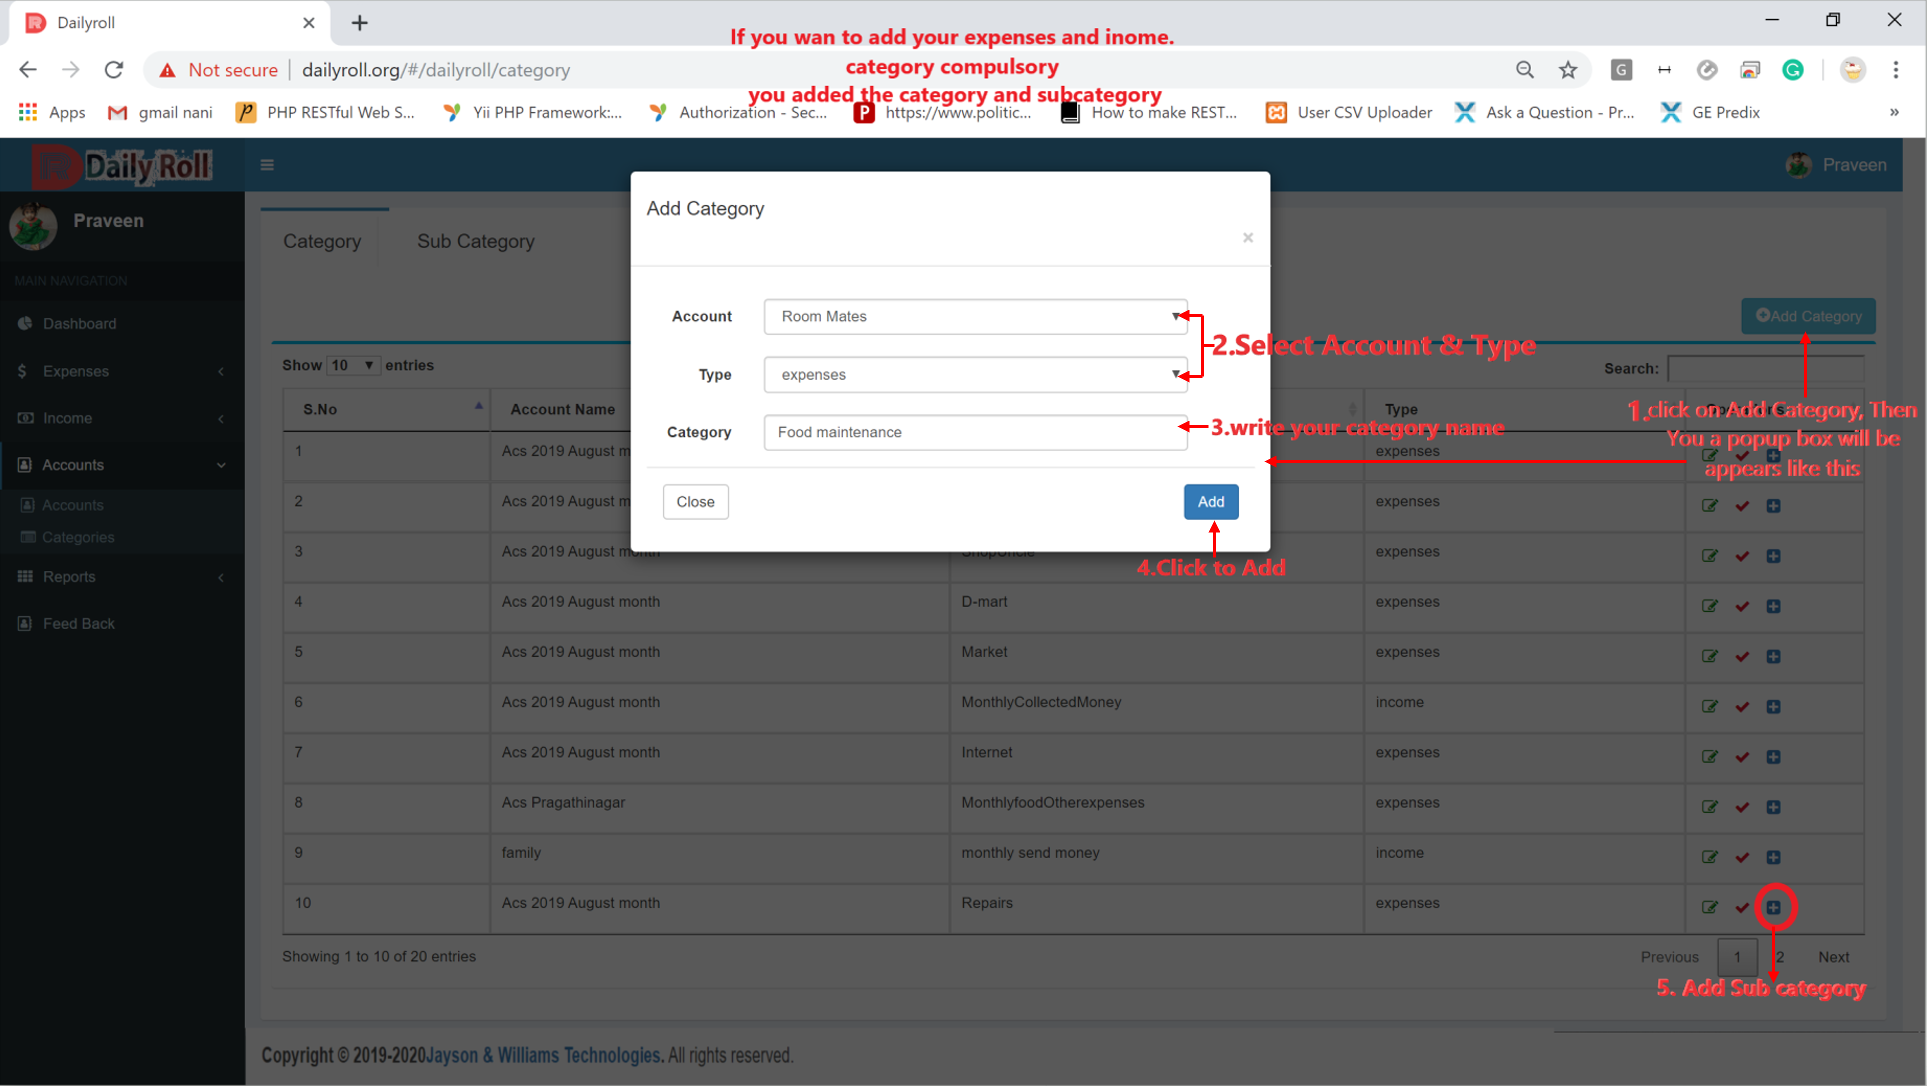 Dailyroll
If you wan to add your expenses and inome.
category compulsory
you added the category and subcategory
Not secure dailyroll.org/#/dailyroll/category
Apps gmail nani PHP RESTful Web S... Yii PHP Framework:... Authorization - Sec... https://www.politic... How to make REST... User CSV Uploader Ask a Question - Pr... GE Predix »
Daily Roll Praveen
Praveen
MAIN NAVIGATION
Dashboard
Expenses
Income
Accounts
Accounts
Categories
Reports
Feed Back
Category Sub Category
Add Category
Add Category
Account Room Mates
Type expenses
Category Food maintenance
Close Add
2.Select Account & Type
3.write your category name
4.Click to Add
1.click on Add Category, Then
You a popup box will be
appears like this
Show 10 entries Search:
S.No Account Name Type
1 Acs 2019 August m expenses
2 Acs 2019 August m expenses
3 Acs 2019 August month ShopUncle expenses
4 Acs 2019 August month D-mart expenses
5 Acs 2019 August month Market expenses
6 Acs 2019 August month MonthlyCollectedMoney income
7 Acs 2019 August month Internet expenses
8 Acs Pragathinagar MonthlyfoodOtherexpenses expenses
9 family monthly send money income
10 Acs 2019 August month Repairs expenses
Showing 1 to 10 of 20 entries Previous 1 2 Next
5. Add Sub category
Copyright © 2019-2020Jayson & Williams Technologies. All rights reserved.